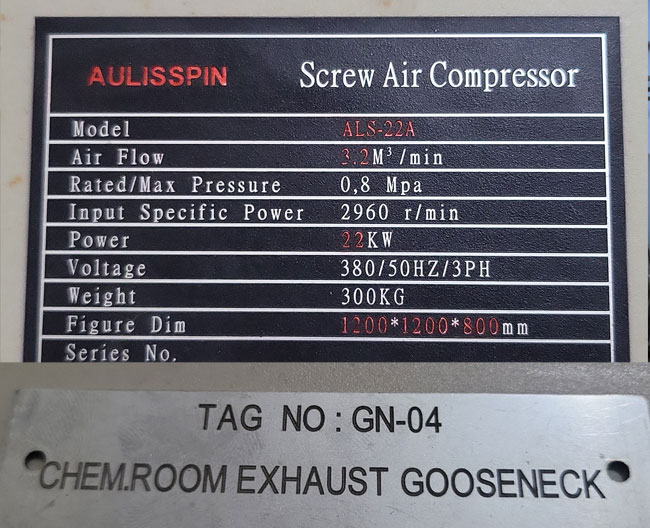 AULISSPIN Screw Air Compressor
Model ALS-22A
Air Flow 3.2M³/min
Rated/Max Pressure 0,8 Mpa
Input Specific Power 2960 r/min
Power 22KW
Voltage 380/50HZ/3PH
Weight 300KG
Figure Dim 1200*1200*800mm
Series No.
TAG NO : GN-04
CHEM.ROOM EXHAUST GOOSENECK